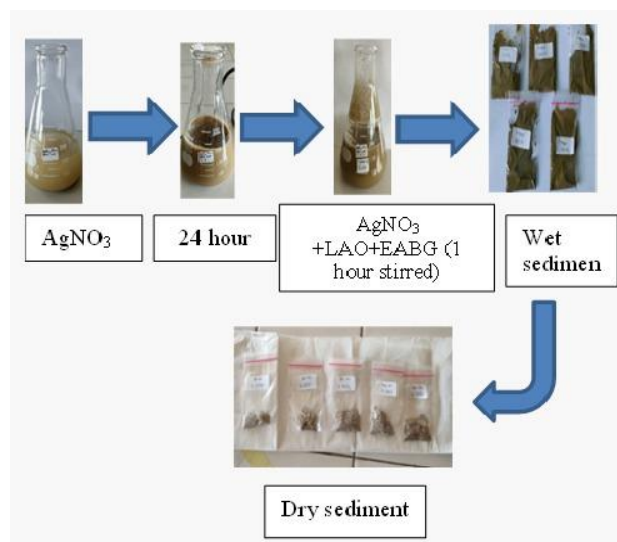 AgNO₃
24 hour
AgNO₃
+LAO+EABG (1
hour stirred)
Wet
sedimen
Dry sediment